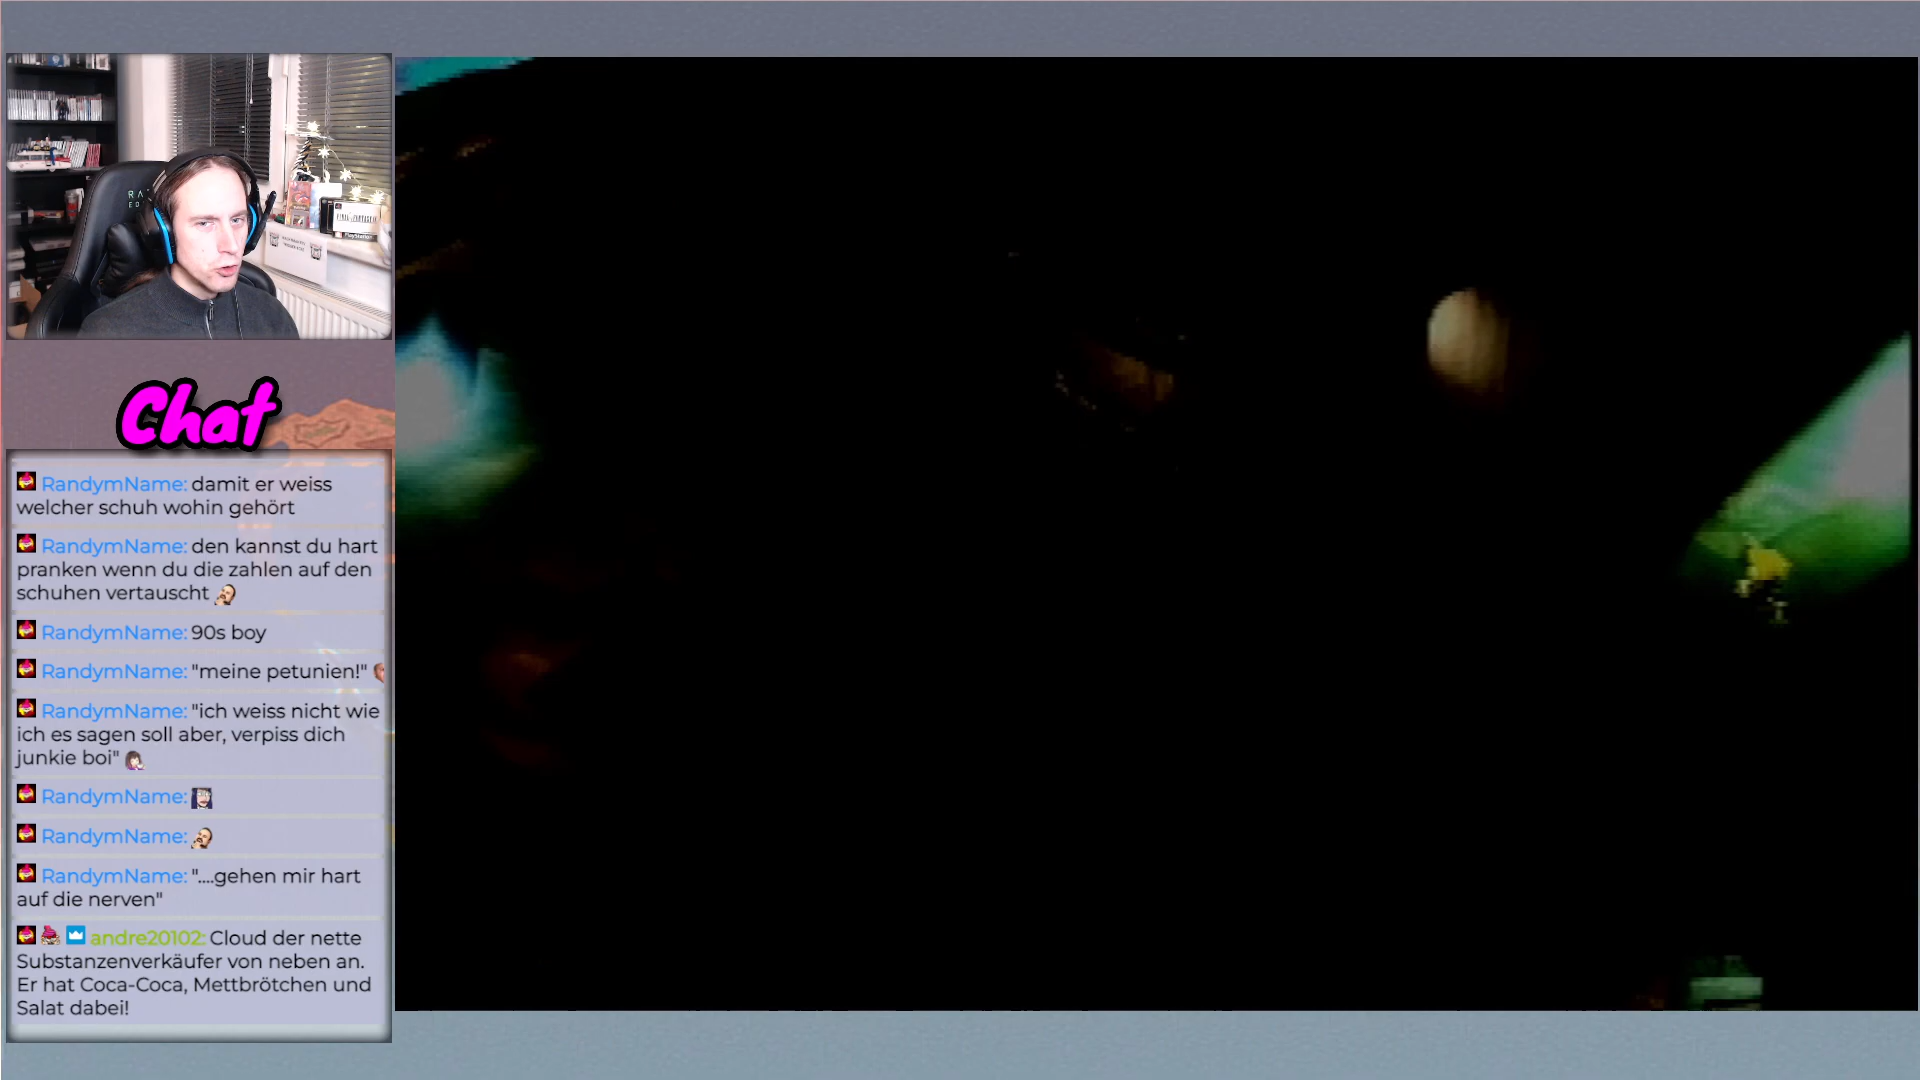 Chat
RandymName: damit er weiss
welcher schuh wohin gehört
RandymName: den kannst du hart
pranken wenn du die zahlen auf den
schuhen vertauscht
RandymName: 90s boy
RandymName: "meine petunien!"
RandymName: "ich weiss nicht wie
ich es sagen soll aber, verpiss dich
junkie boi"
RandymName:
RandymName:
RandymName: "....gehen mir hart
auf die nerven"
andre20102: Cloud der nette
Substanzenverkäufer von neben an.
Er hat Coca-Coca, Mettbrötchen und
Salat dabei!